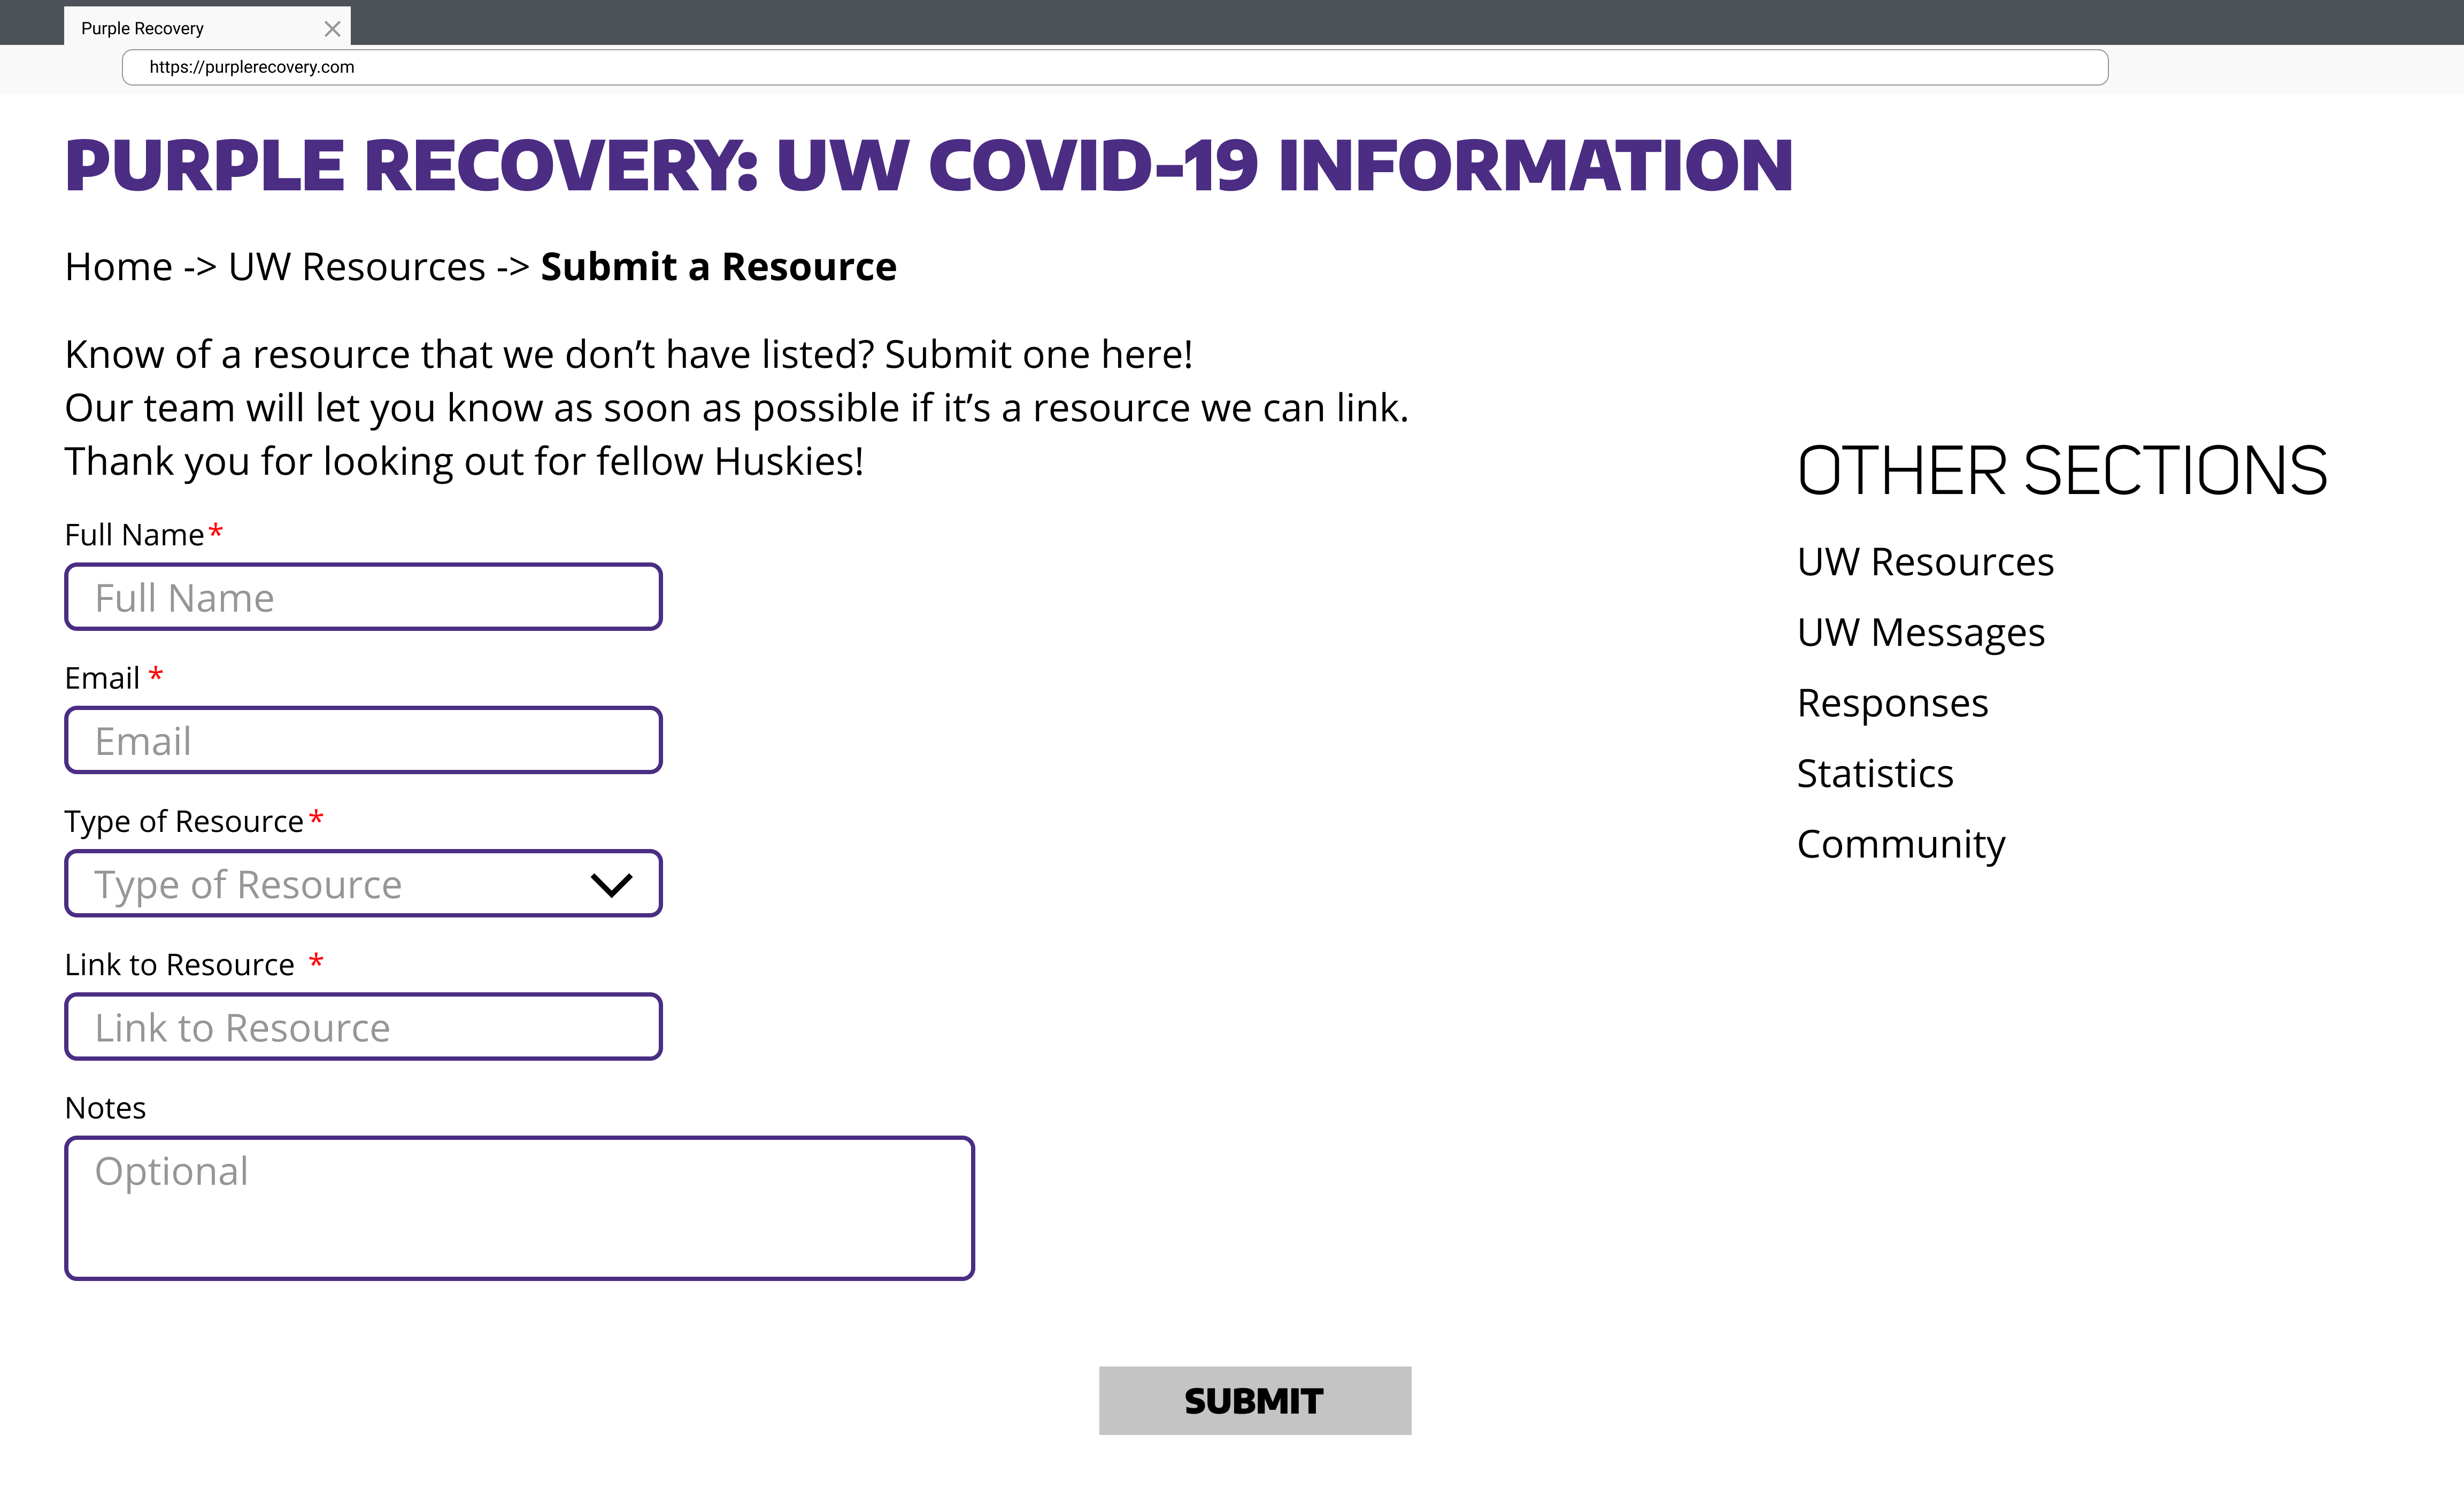 Purple Recovery
https://purplerecovery.com
PURPLE RECOVERY: UW COVID-19 INFORMATION
Home -> UW Resources -> Submit a Resource
Know of a resource that we don’t have listed? Submit one here!
Our team will let you know as soon as possible if it’s a resource we can link.
Thank you for looking out for fellow Huskies!
Full Name*
Full Name
Email *
Email
Type of Resource*
Type of Resource
Link to Resource *
Link to Resource
Notes
Optional
SUBMIT
OTHER SECTIONS
UW Resources
UW Messages
Responses
Statistics
Community